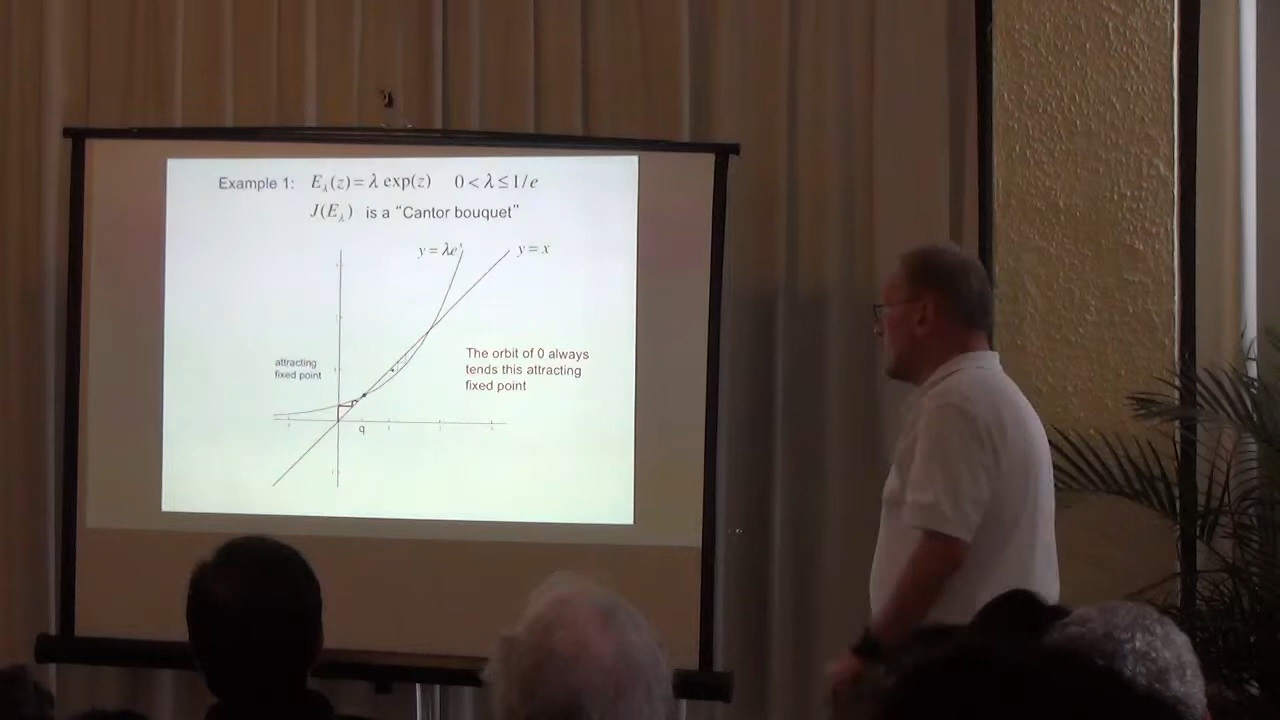 Example 1: E_λ(z) = λ exp(z) 0 < λ ≤ 1/e
J(E_λ) is a “Cantor bouquet”
y = λeˣ y = x
attracting
fixed point
The orbit of 0 always
tends this attracting
fixed point
q